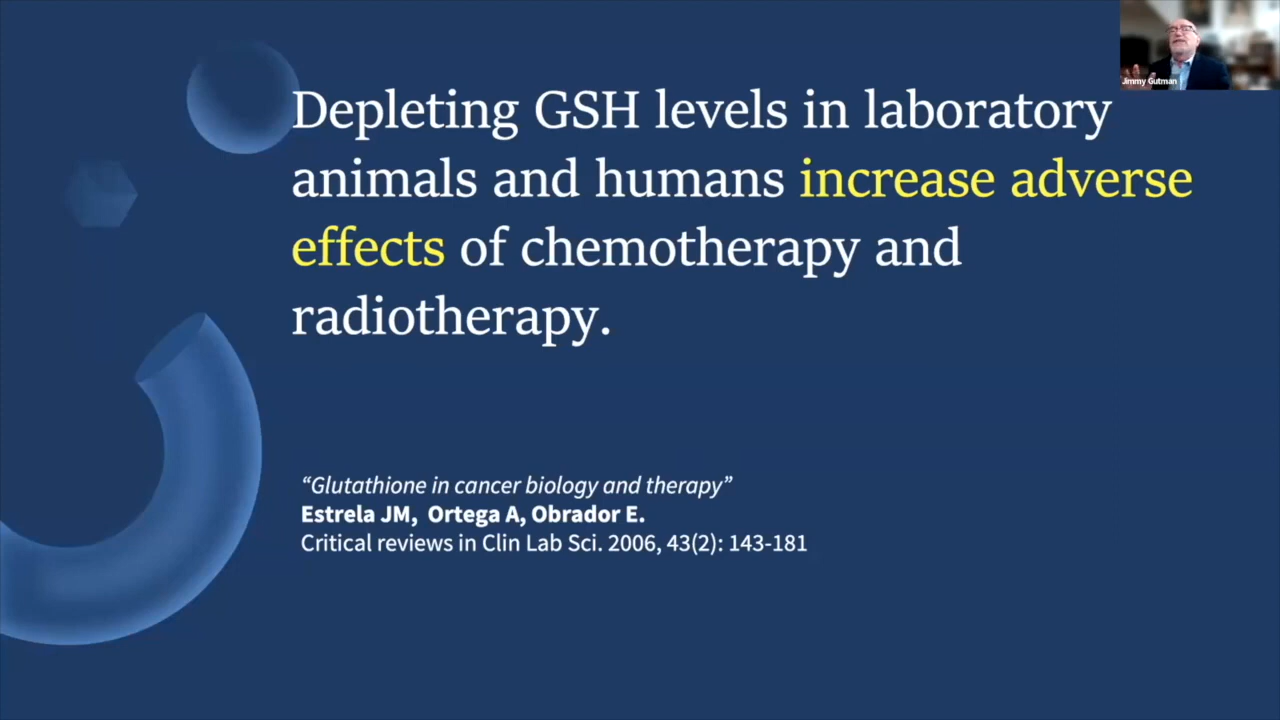 Jimmy Gutman
Depleting GSH levels in laboratory
animals and humans increase adverse
effects of chemotherapy and
radiotherapy.
“Glutathione in cancer biology and therapy”
Estrela JM,  Ortega A, Obrador E.
Critical reviews in Clin Lab Sci. 2006, 43(2): 143-181